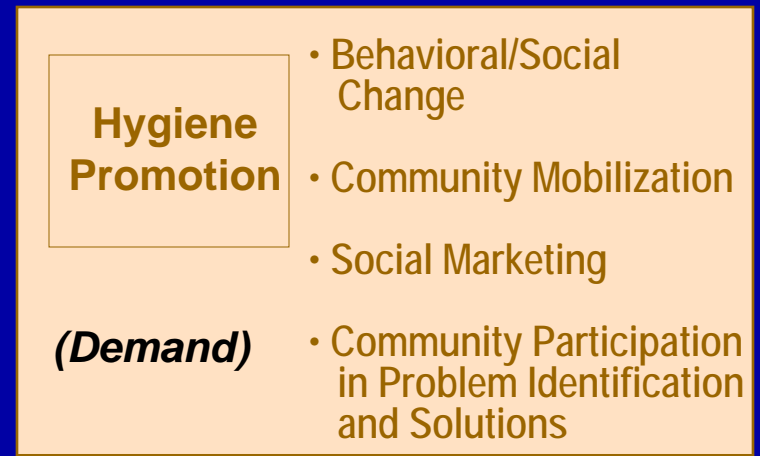 Hygiene
Promotion
(Demand)
• Behavioral/Social
Change
• Community Mobilization
• Social Marketing
• Community Participation
in Problem Identification
and Solutions